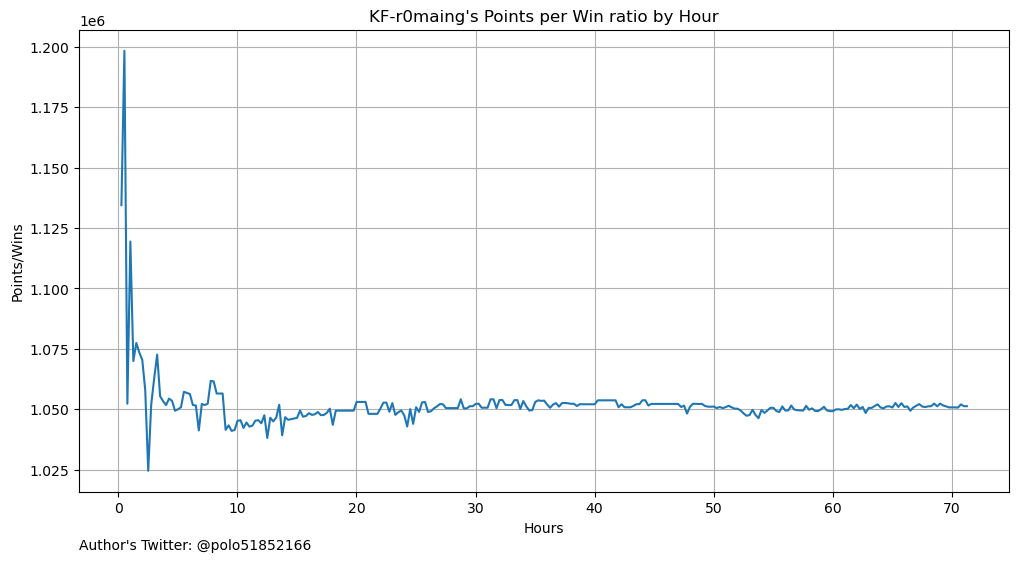 KF-r0maing's Points per Win ratio by Hour
1e6
1.200
1.175
1.150
1.125
1.100
1.075
1.050
1.025
Points/Wins
0 10 20 30 40 50 60 70
Hours
Author's Twitter: @polo51852166